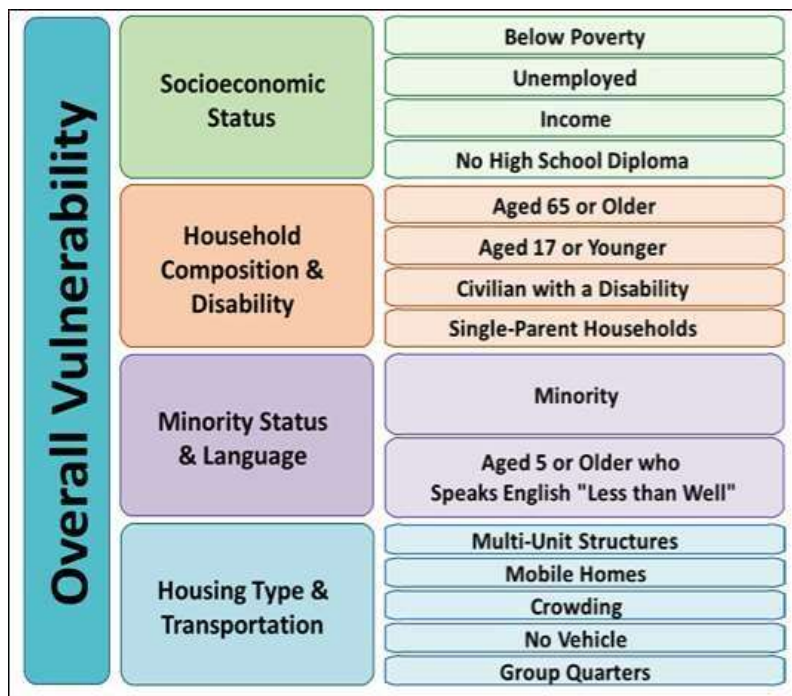 Overall Vulnerability
Socioeconomic
Status
Below Poverty
Unemployed
Income
No High School Diploma
Household
Composition &
Disability
Aged 65 or Older
Aged 17 or Younger
Civilian with a Disability
Single-Parent Households
Minority Status
& Language
Minority
Aged 5 or Older who
Speaks English "Less than Well"
Housing Type &
Transportation
Multi-Unit Structures
Mobile Homes
Crowding
No Vehicle
Group Quarters